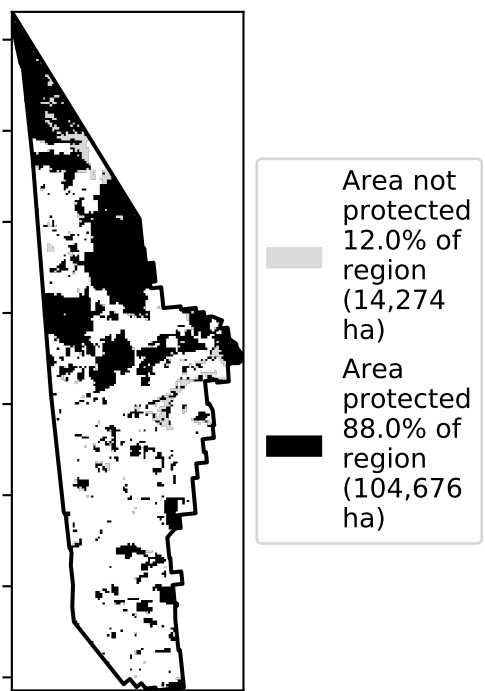 Area not
protected
12.0% of
region
(14,274
ha)
Area
protected
88.0% of
region
(104,676
ha)